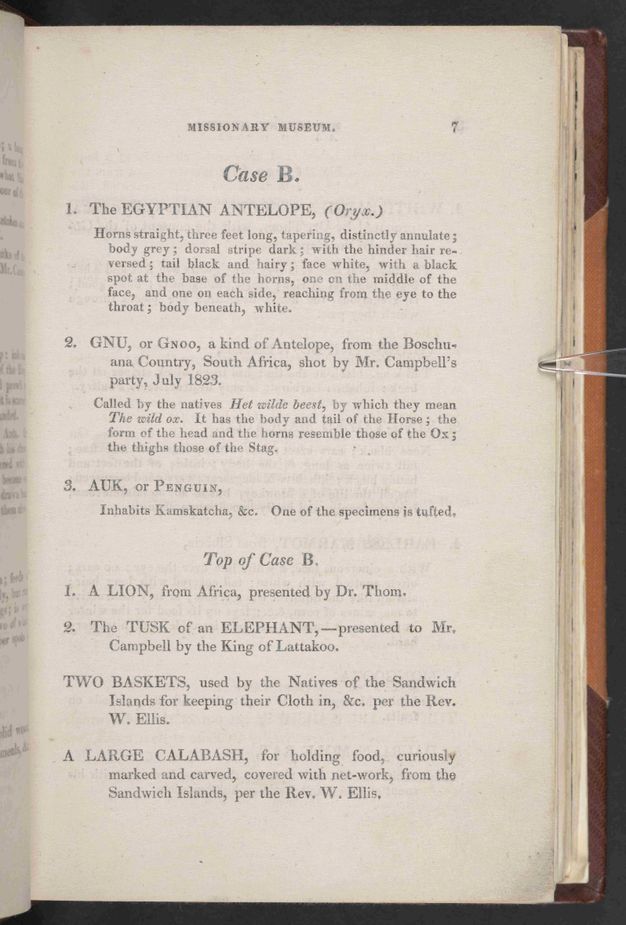 MISSIONARY MUSEUM. 7
Case B.
1. The EGYPTIAN ANTELOPE, (Oryx.)
Horns straight, three feet long, tapering, distinctly annulate;
body grey; dorsal stripe dark; with the hinder hair re-
versed; tail black and hairy; face white, with a black
spot at the base of the horns, one on the middle of the
face, and one on each side, reaching from the eye to the
throat; body beneath, white.
2. GNU, or GNOO, a kind of Antelope, from the Boschu-
ana Country, South Africa, shot by Mr. Campbell's
party, July 1823.
Called by the natives Het wilde beest, by which they mean
The wild ox. It has the body and tail of the Horse; the
form of the head and the horns resemble those of the Ox;
the thighs those of the Stag.
3. AUK, or PENGUIN,
Inhabits Kamskatcha, &c. One of the specimens is tufted.
Top of Case B.
1. A LION, from Africa, presented by Dr. Thom.
2. The TUSK of an ELEPHANT,—presented to Mr.
Campbell by the King of Lattakoo.
TWO BASKETS, used by the Natives of the Sandwich
Islands for keeping their Cloth in, &c. per the Rev.
W. Ellis.
A LARGE CALABASH, for holding food, curiously
marked and carved, covered with net-work, from the
Sandwich Islands, per the Rev. W. Ellis.